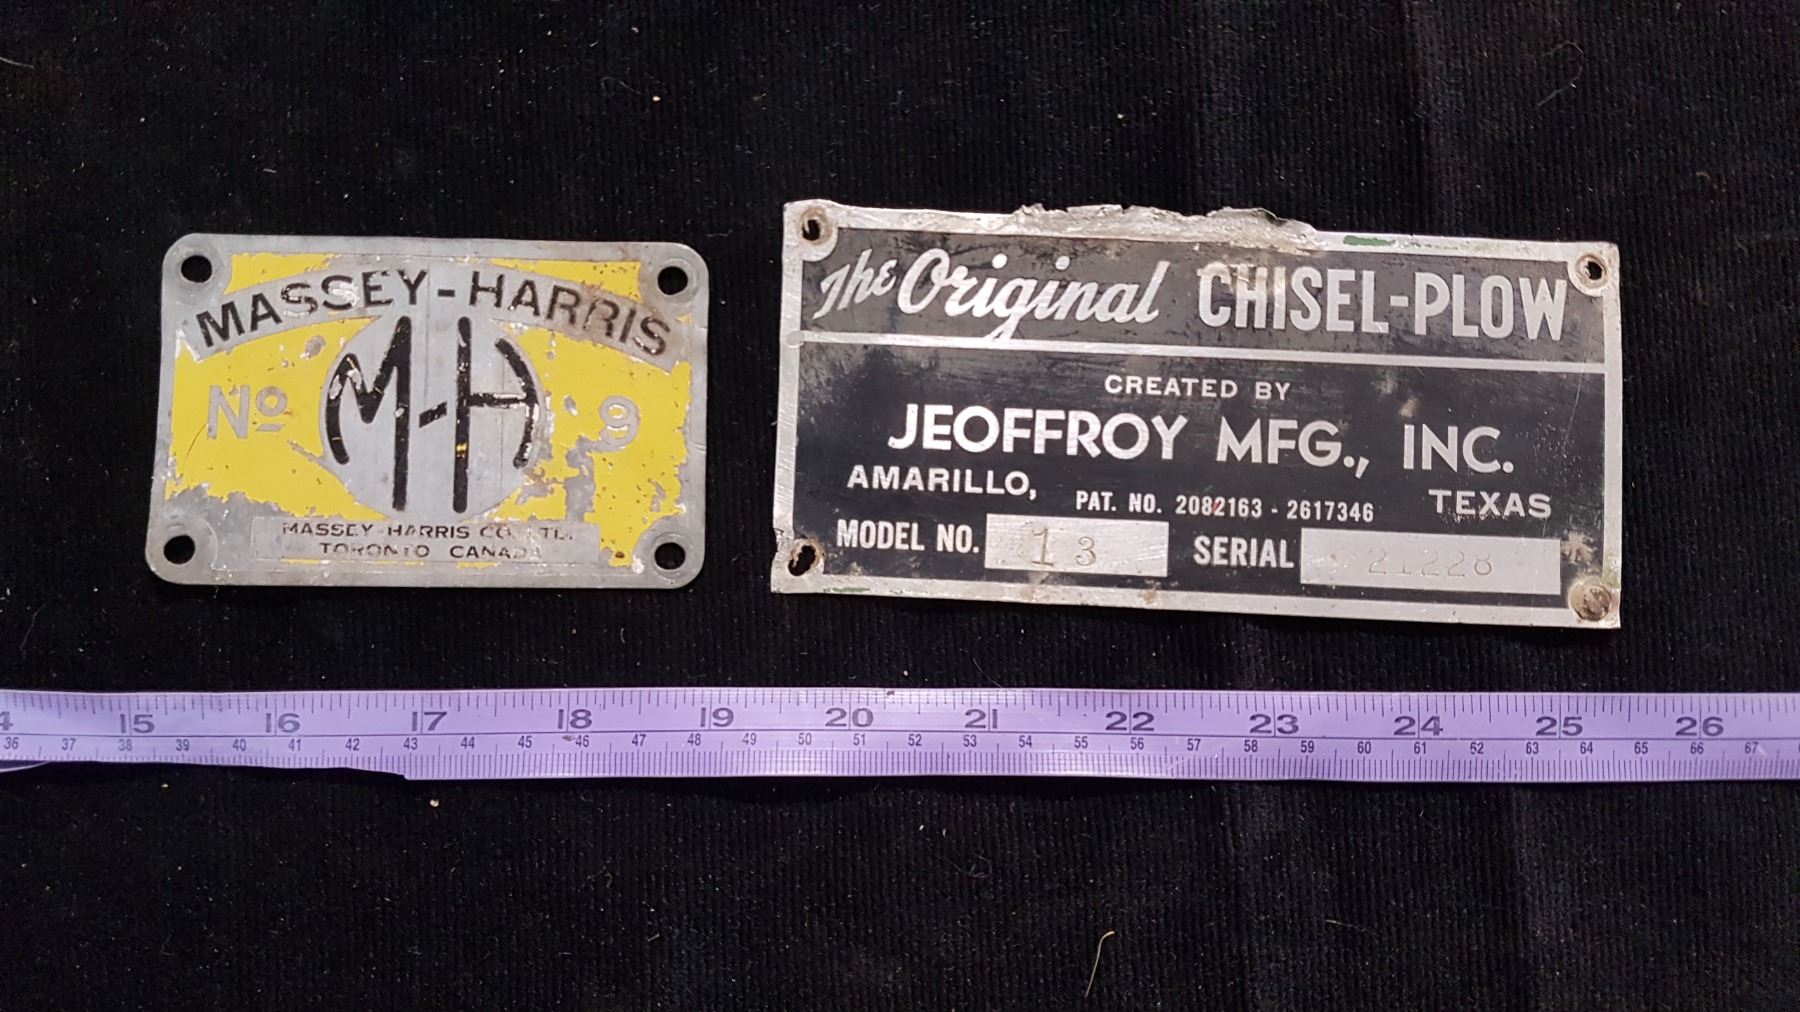 MASSEY-HARRIS
No 9
M-H
MASSEY-HARRIS CO. LTD.
TORONTO CANADA
The Original CHISEL-PLOW
CREATED BY
JEOFFROY MFG., INC.
AMARILLO, TEXAS
PAT. NO. 2082163 - 2617346
MODEL NO. 13 SERIAL 21228
15 16 17 18 19 20 21 22 23 24 25 26
36 37 38 39 40 41 42 43 44 45 46 47 48 49 50 51 52 53 54 55 56 57 58 59 60 61 62 63 64 65 66 67